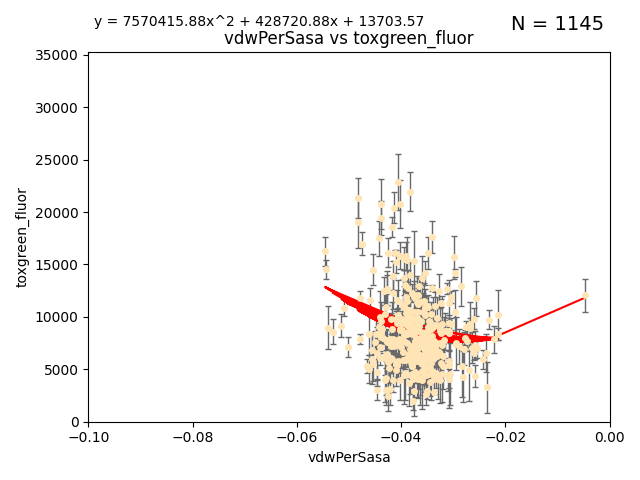 y = 7570415.88x^2 + 428720.88x + 13703.57
N = 1145
vdwPerSasa vs toxgreen_fluor
35000
30000
25000
20000
15000
10000
5000
0
toxgreen_fluor
−0.10
−0.08
−0.06
−0.04
−0.02
0.00
vdwPerSasa